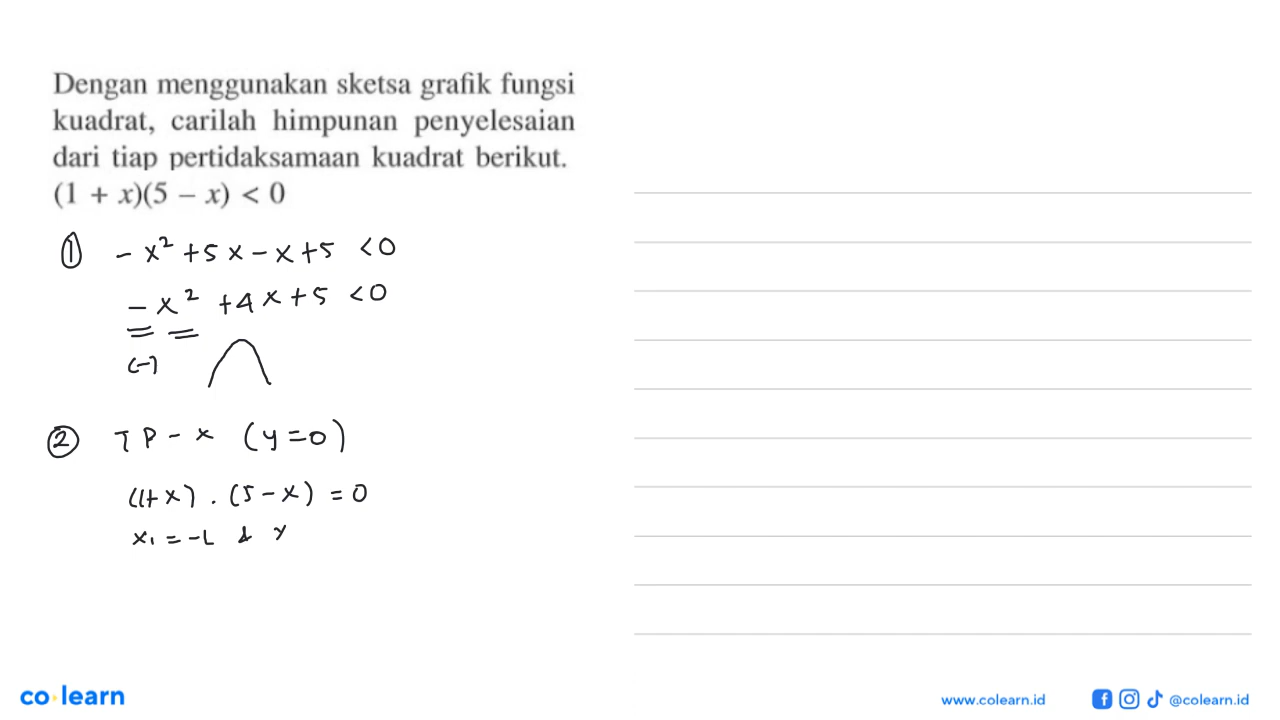 Dengan menggunakan sketsa grafik fungsi
kuadrat, carilah himpunan penyelesaian
dari tiap pertidaksamaan kuadrat berikut.
(1 + x)(5 – x) < 0
① - x² + 5x - x + 5 < 0
- x² + 4x + 5 < 0
(-)
② TP - x (y = 0)
(1+x) . (5-x) = 0
x₁ = -1 & x
co learn
www.colearn.id
@colearn.id